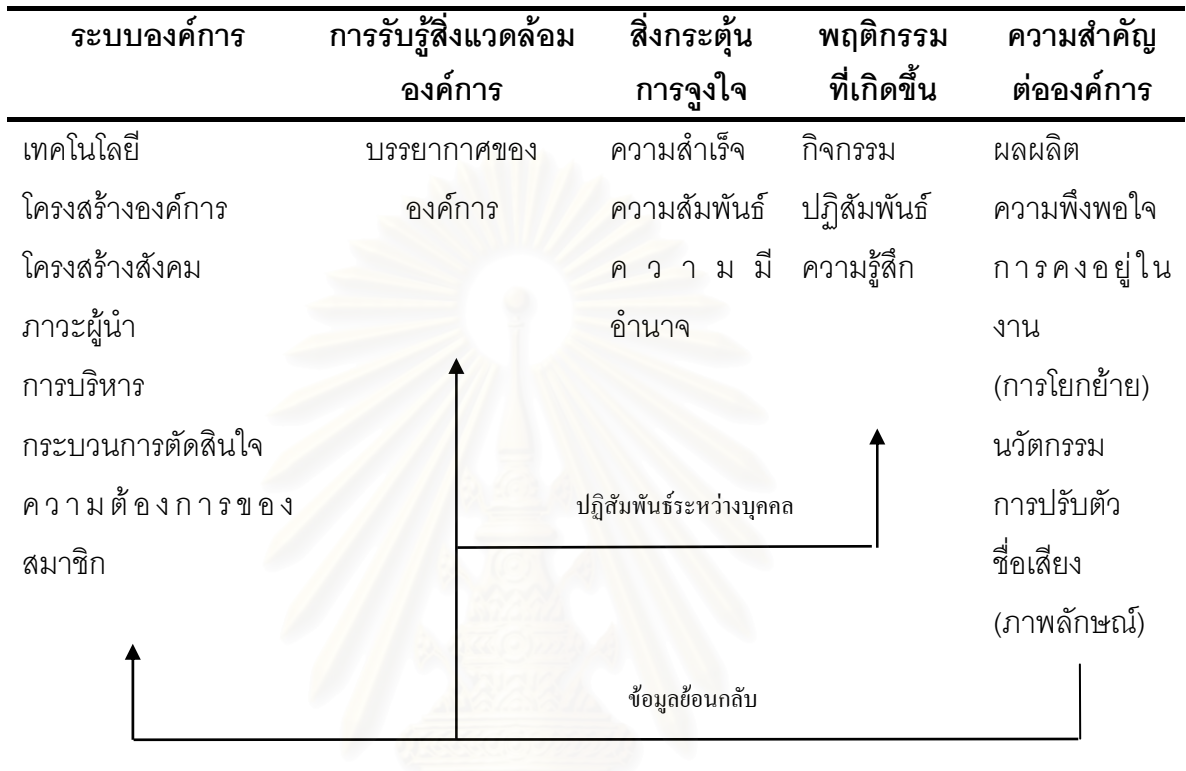 ระบบองค์การ การรับรู้สิ่งแวดล้อม สิ่งกระตุ้น พฤติกรรม ความสำคัญ
องค์การ การจูงใจ ที่เกิดขึ้น ต่อองค์การ
เทคโนโลยี บรรยากาศของ ความสำเร็จ กิจกรรม ผลผลิต
โครงสร้างองค์การ องค์การ ความสัมพันธ์ ปฏิสัมพันธ์ ความพึงพอใจ
โครงสร้างสังคม ความมี ความรู้สึก การคงอยู่ใน
ภาวะผู้นำ อำนาจ งาน
การบริหาร (การโยกย้าย)
กระบวนการตัดสินใจ นวัตกรรม
ความต้องการของ ปฏิสัมพันธ์ระหว่างบุคคล การปรับตัว
สมาชิก ชื่อเสียง
(ภาพลักษณ์)
ข้อมูลย้อนกลับ